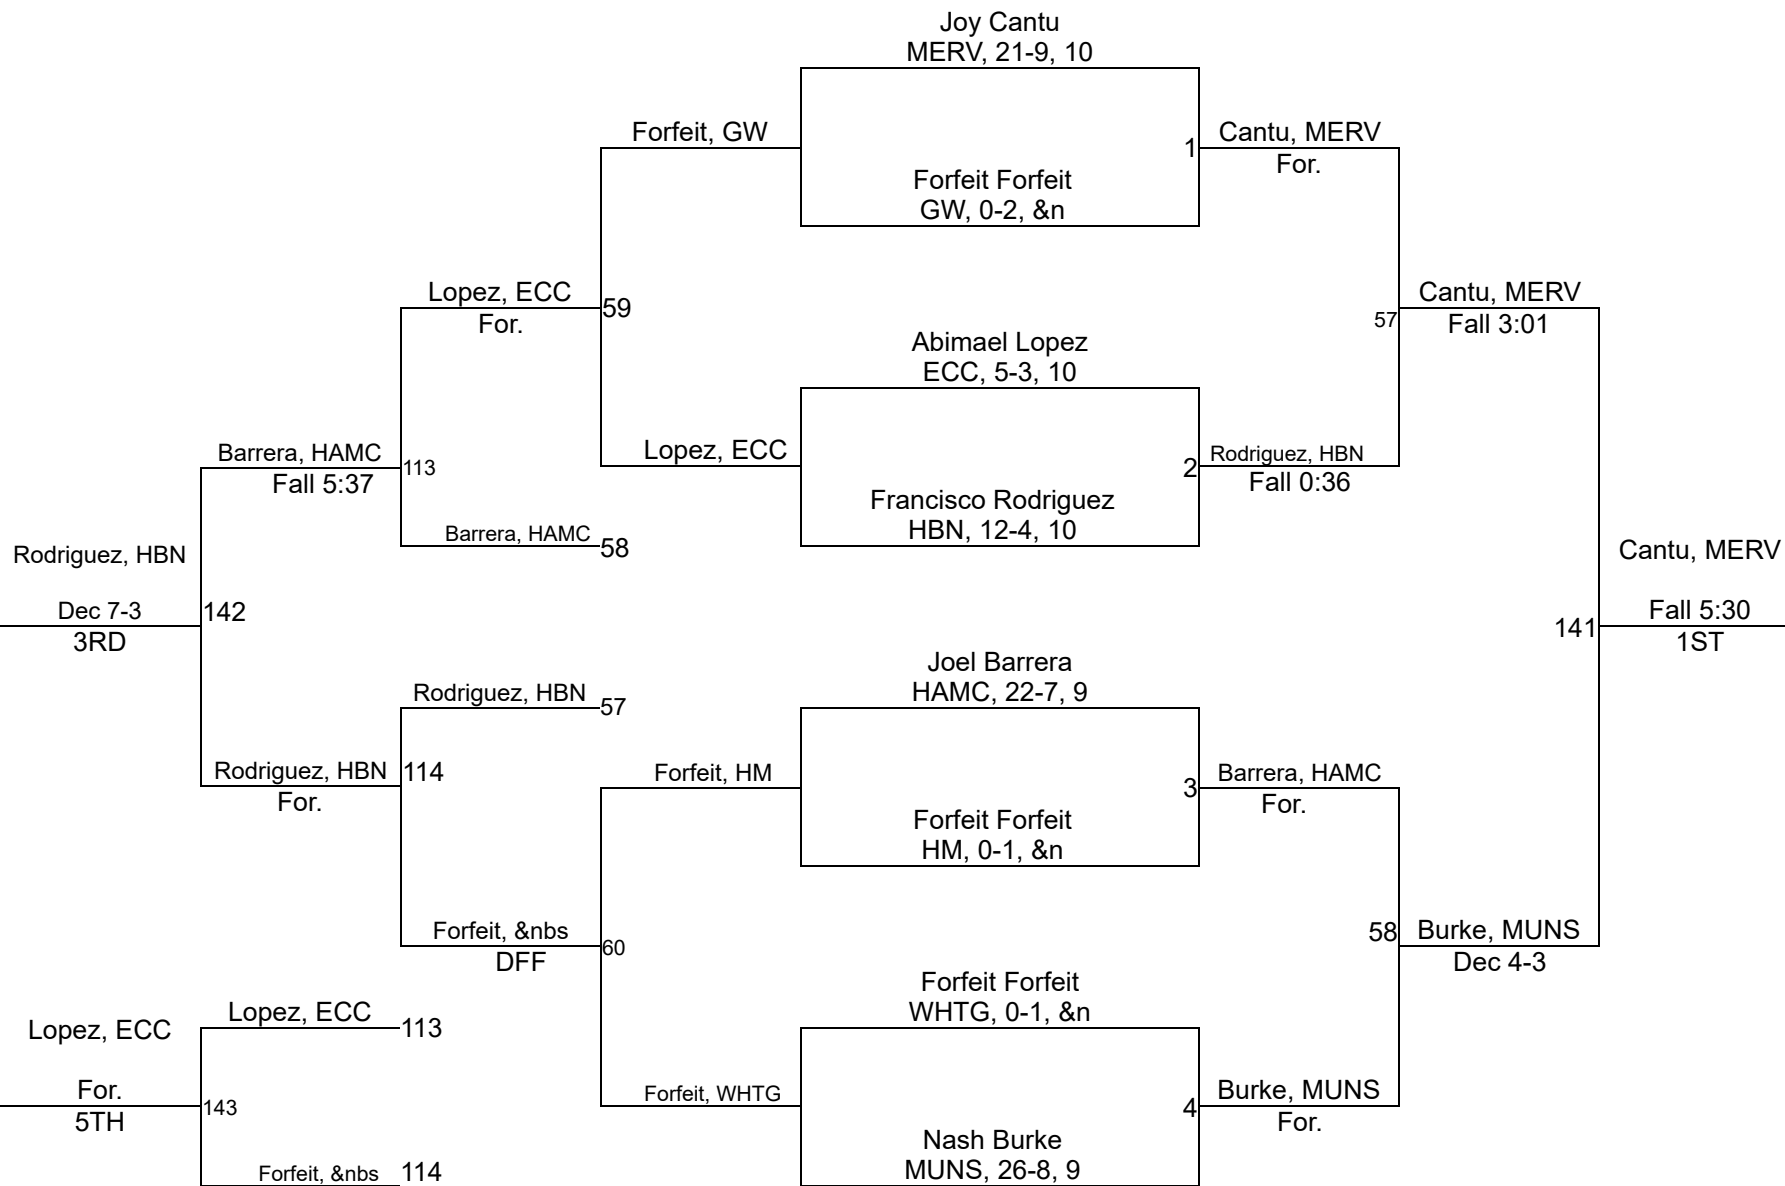 Joy Cantu
MERV, 21-9, 10
Forfeit, GW
1
Cantu, MERV
For.
Forfeit Forfeit
GW, 0-2, &n
Lopez, ECC
For.
59
Cantu, MERV
Fall 3:01
57
Abimael Lopez
ECC, 5-3, 10
Barrera, HAMC
Fall 5:37
113
Lopez, ECC
2
Rodriguez, HBN
Fall 0:36
Francisco Rodriguez
HBN, 12-4, 10
Barrera, HAMC
58
Rodriguez, HBN
Dec 7-3
3RD
142
Cantu, MERV
Fall 5:30
1ST
141
Joel Barrera
HAMC, 22-7, 9
Rodriguez, HBN
57
Rodriguez, HBN
For.
114
Forfeit, HM
3
Barrera, HAMC
For.
Forfeit Forfeit
HM, 0-1, &n
Forfeit, &nbs
DFF
60
58
Burke, MUNS
Dec 4-3
Forfeit Forfeit
WHTG, 0-1, &n
Lopez, ECC
For.
5TH
Lopez, ECC
113
143
Forfeit, WHTG
4
Burke, MUNS
For.
Nash Burke
MUNS, 26-8, 9
Forfeit, &nbs
114